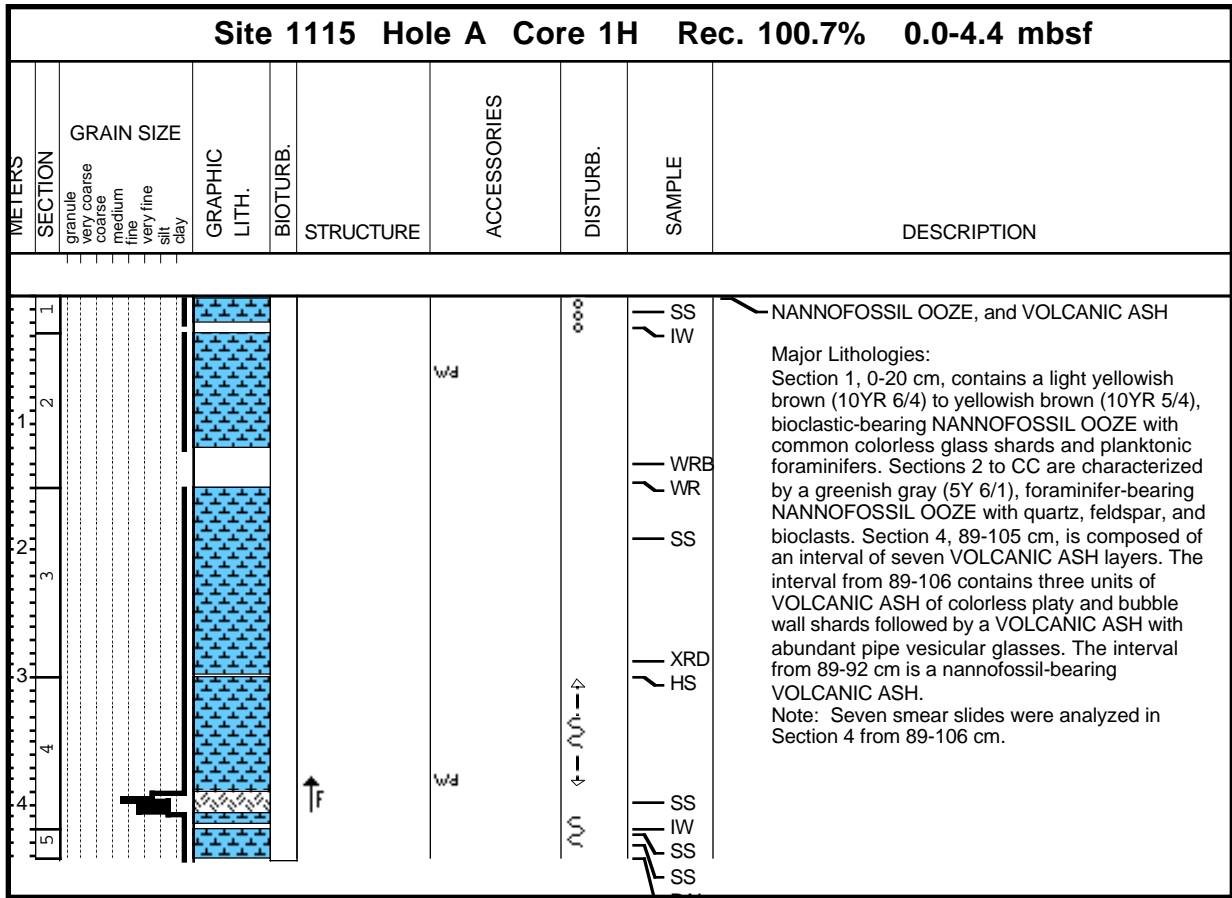 Site 1115 Hole A Core 1H Rec. 100.7% 0.0-4.4 mbsf
METERS
SECTION
GRAIN SIZE
granule
very coarse
coarse
medium
fine
very fine
silt
clay
GRAPHIC
LITH.
BIOTURB.
STRUCTURE
ACCESSORIES
DISTURB.
SAMPLE
DESCRIPTION
1
2
3
4
1
2
3
4
5
Wd
Wd
F
SS
IW
WRB
WR
SS
XRD
HS
SS
IW
SS
SS
NANNOFOSSIL OOZE, and VOLCANIC ASH
Major Lithologies:
Section 1, 0-20 cm, contains a light yellowish
brown (10YR 6/4) to yellowish brown (10YR 5/4),
bioclastic-bearing NANNOFOSSIL OOZE with
common colorless glass shards and planktonic
foraminifers. Sections 2 to CC are characterized
by a greenish gray (5Y 6/1), foraminifer-bearing
NANNOFOSSIL OOZE with quartz, feldspar, and
bioclasts. Section 4, 89-105 cm, is composed of
an interval of seven VOLCANIC ASH layers. The
interval from 89-106 contains three units of
VOLCANIC ASH of colorless platy and bubble
wall shards followed by a VOLCANIC ASH with
abundant pipe vesicular glasses. The interval
from 89-92 cm is a nannofossil-bearing
VOLCANIC ASH.
Note: Seven smear slides were analyzed in
Section 4 from 89-106 cm.